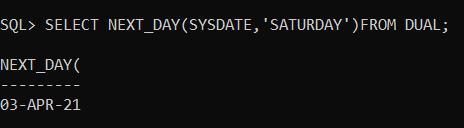 SQL> SELECT NEXT_DAY(SYSDATE,'SATURDAY')FROM DUAL;
NEXT_DAY(
---------
03-APR-21